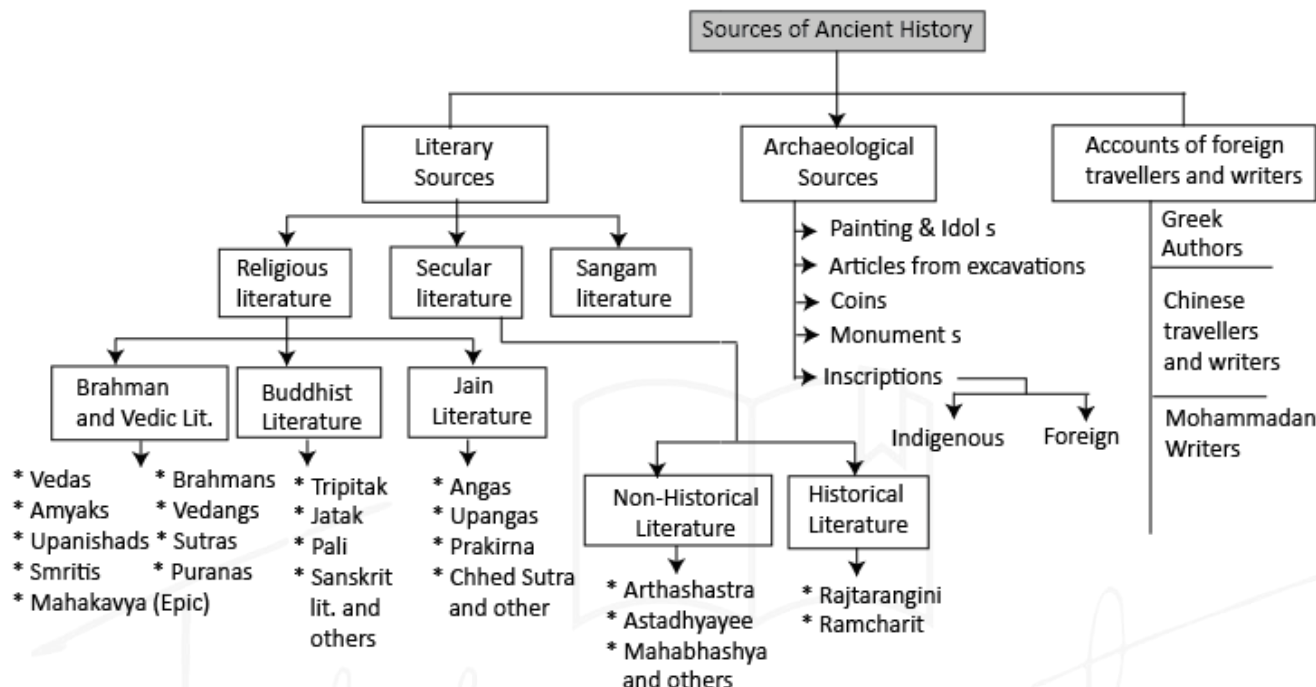 Sources of Ancient History
Literary
Sources
Archaeological
Sources
Accounts of foreign
travellers and writers
Religious
literature
Secular
literature
Sangam
literature
Painting & Idol s
Articles from excavations
Coins
Monument s
Inscriptions
Indigenous
Foreign
Greek
Authors
Chinese
travellers
and writers
Mohammadan
Writers
Brahman
and Vedic Lit.
Buddhist
Literature
Jain
Literature
* Vedas
* Amyaks
* Upanishads
* Smritis
* Mahakavya (Epic)
* Brahmans
* Vedangs
* Sutras
* Puranas
* Tripitak
* Jatak
* Pali
* Sanskrit
lit. and
others
* Angas
* Upangas
* Prakirna
* Chhed Sutra
and other
Non-Historical
Literature
Historical
Literature
* Arthashastra
* Astadhyayee
* Mahabhashya
and others
* Rajtarangini
* Ramcharit